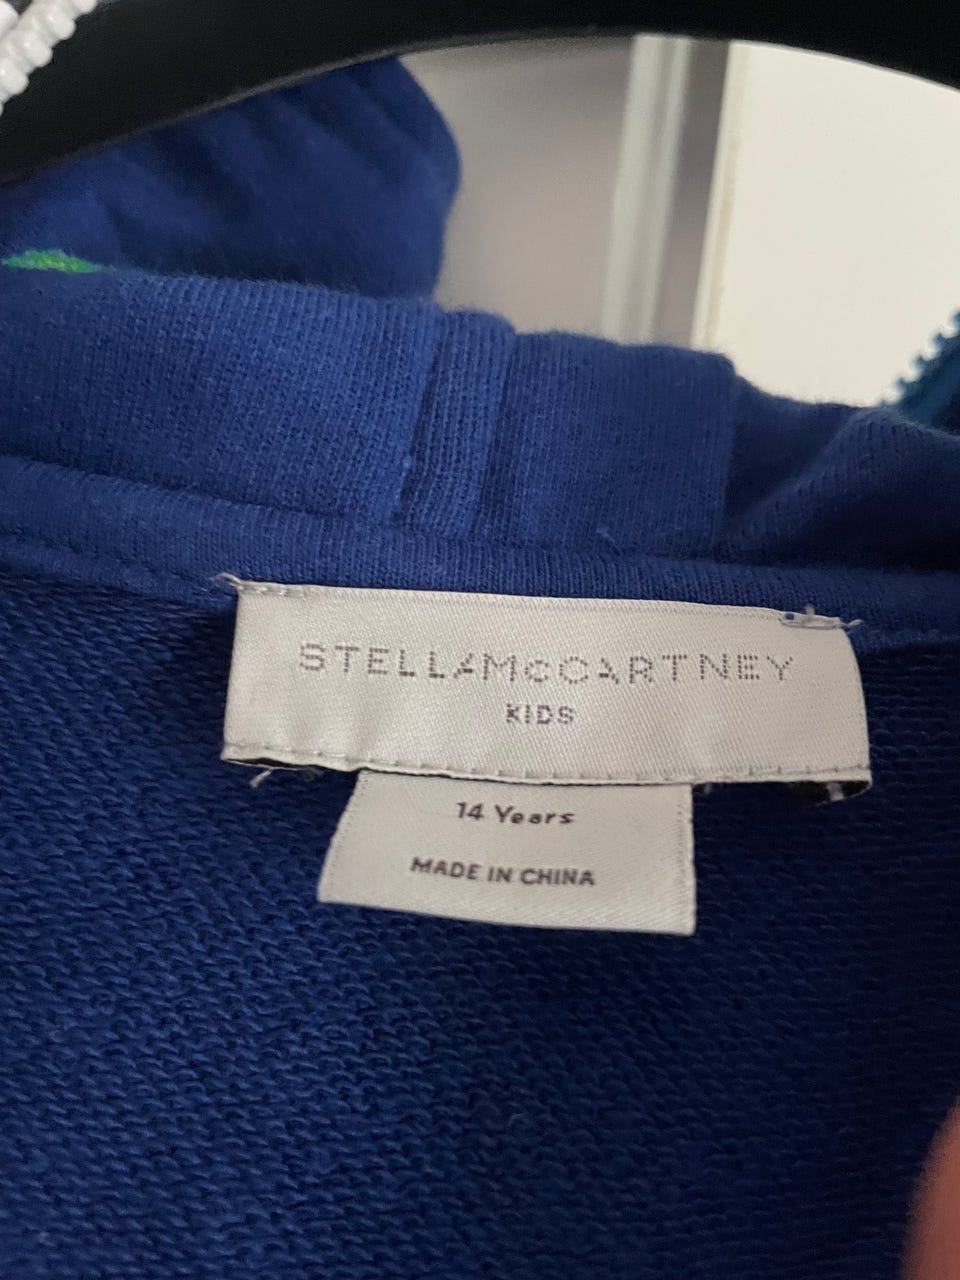 STELLAMcCARTNEY
KIDS
14 Years
MADE IN CHINA